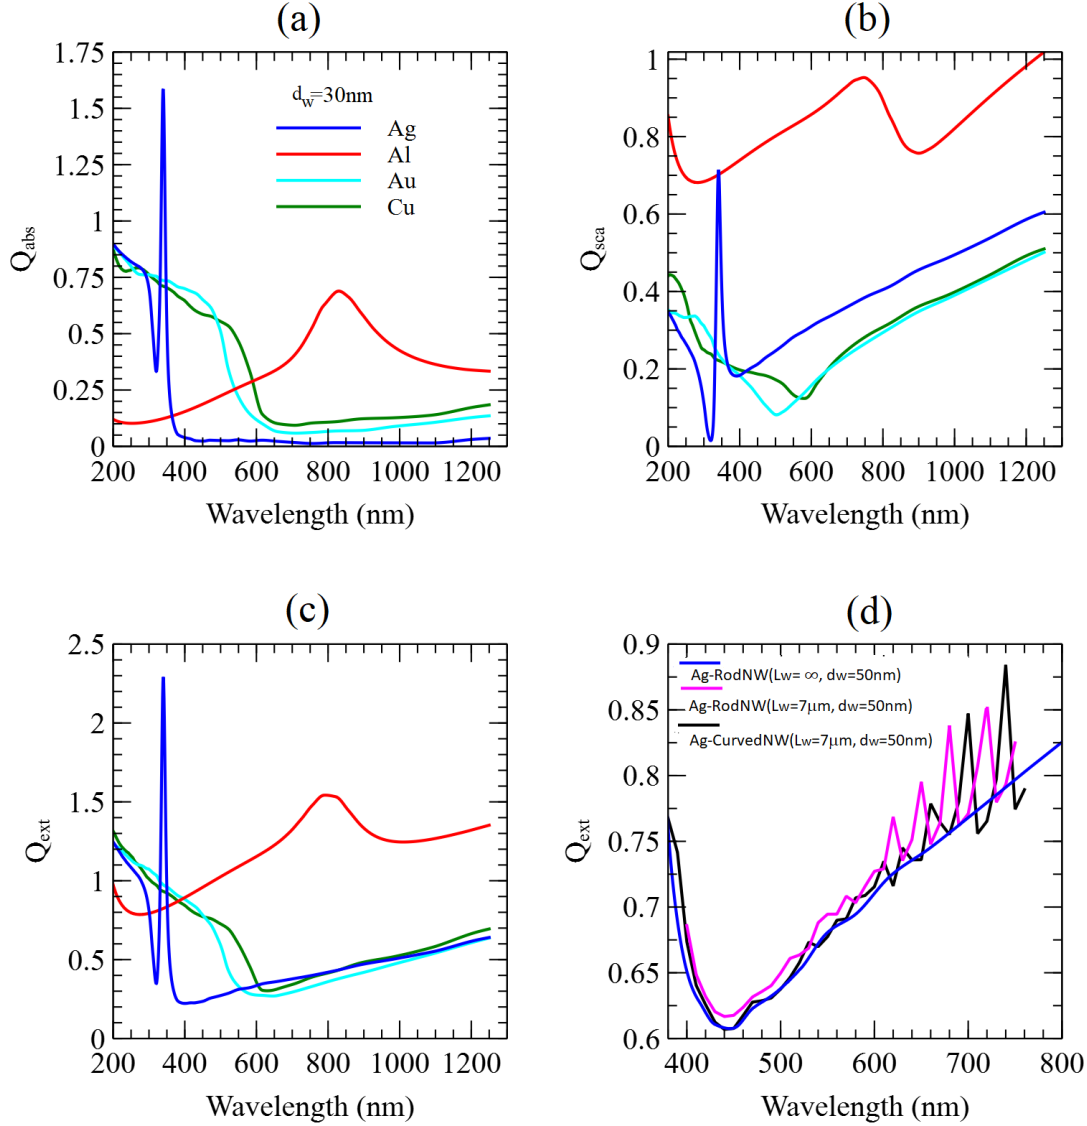 (a)
1.75
1.5
1.25
1
0.75
0.5
0.25
0
Q_abs
d_w=30nm
Ag
Al
Au
Cu
200 400 600 800 1000 1200
Wavelength (nm)
(b)
1
0.8
0.6
0.4
0.2
0
Q_sca
200 400 600 800 1000 1200
Wavelength (nm)
(c)
2.5
2
1.5
1
0.5
0
Q_ext
200 400 600 800 1000 1200
Wavelength (nm)
(d)
0.9
0.85
0.8
0.75
0.7
0.65
0.6
Q_ext
Ag-RodNW(Lw= ∞, dw=50nm)
Ag-RodNW(Lw=7μm, dw=50nm)
Ag-CurvedNW(Lw=7μm, dw=50nm)
400 500 600 700 800
Wavelength (nm)